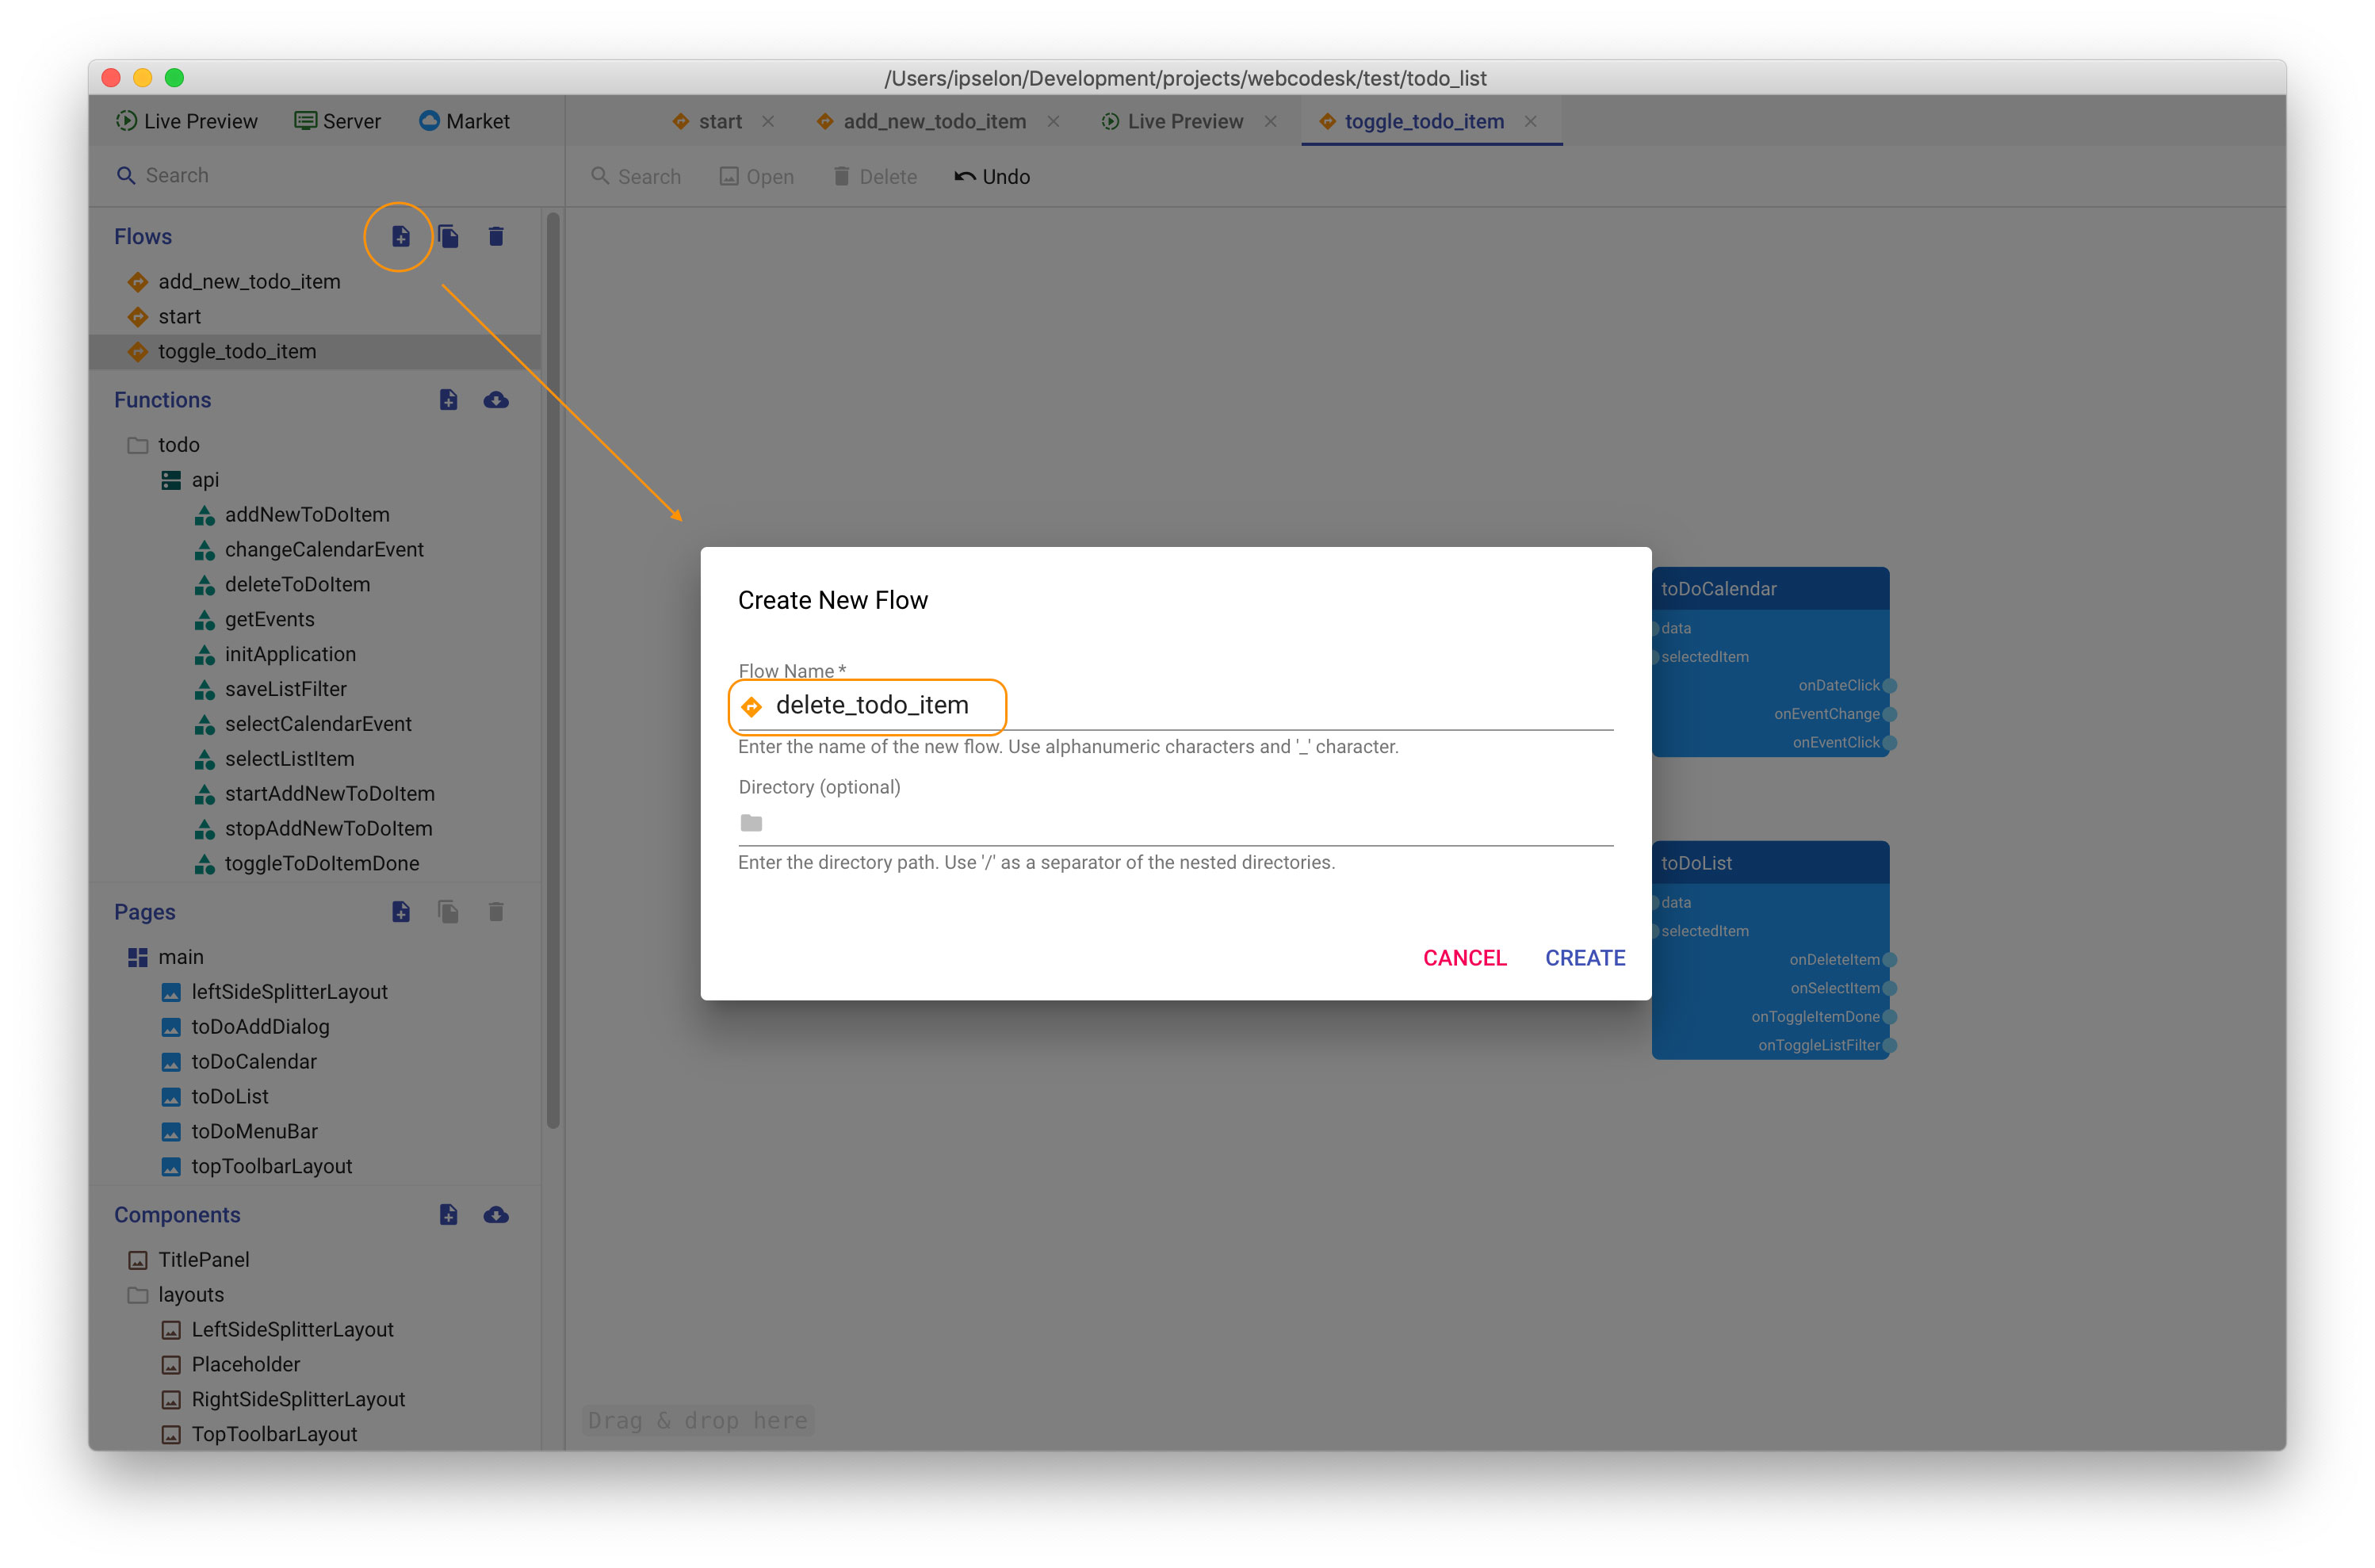 /Users/ipselon/Development/projects/webcodesk/test/todo_list
Live Preview Server Market
start add_new_todo_item Live Preview toggle_todo_item
Search
Search Open Delete Undo
Flows
add_new_todo_item
start
toggle_todo_item
Functions
todo
api
addNewToDoItem
changeCalendarEvent
deleteToDoItem
getEvents
initApplication
saveListFilter
selectCalendarEvent
selectListItem
startAddNewToDoItem
stopAddNewToDoItem
toggleToDoItemDone
Pages
main
leftSideSplitterLayout
toDoAddDialog
toDoCalendar
toDoList
toDoMenuBar
topToolbarLayout
Components
TitlePanel
layouts
LeftSideSplitterLayout
Placeholder
RightSideSplitterLayout
TopToolbarLayout
Create New Flow
Flow Name *
delete_todo_item
Enter the name of the new flow. Use alphanumeric characters and '_' character.
Directory (optional)
Enter the directory path. Use '/' as a separator of the nested directories.
CANCEL CREATE
toDoCalendar
data
selectedItem
onDateClick
onEventChange
onEventClick
toDoList
data
selectedItem
onDeleteItem
onSelectItem
onToggleItemDone
onToggleListFilter
Drag & drop here